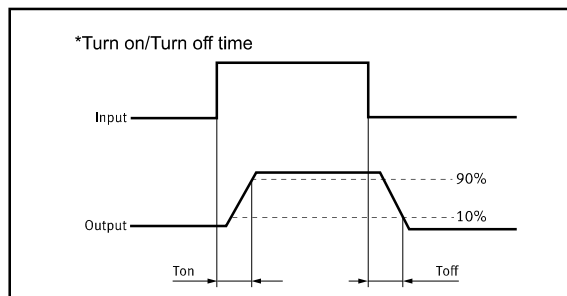 *Turn on/Turn off time
Input
90%
10%
Output
Ton
Toff